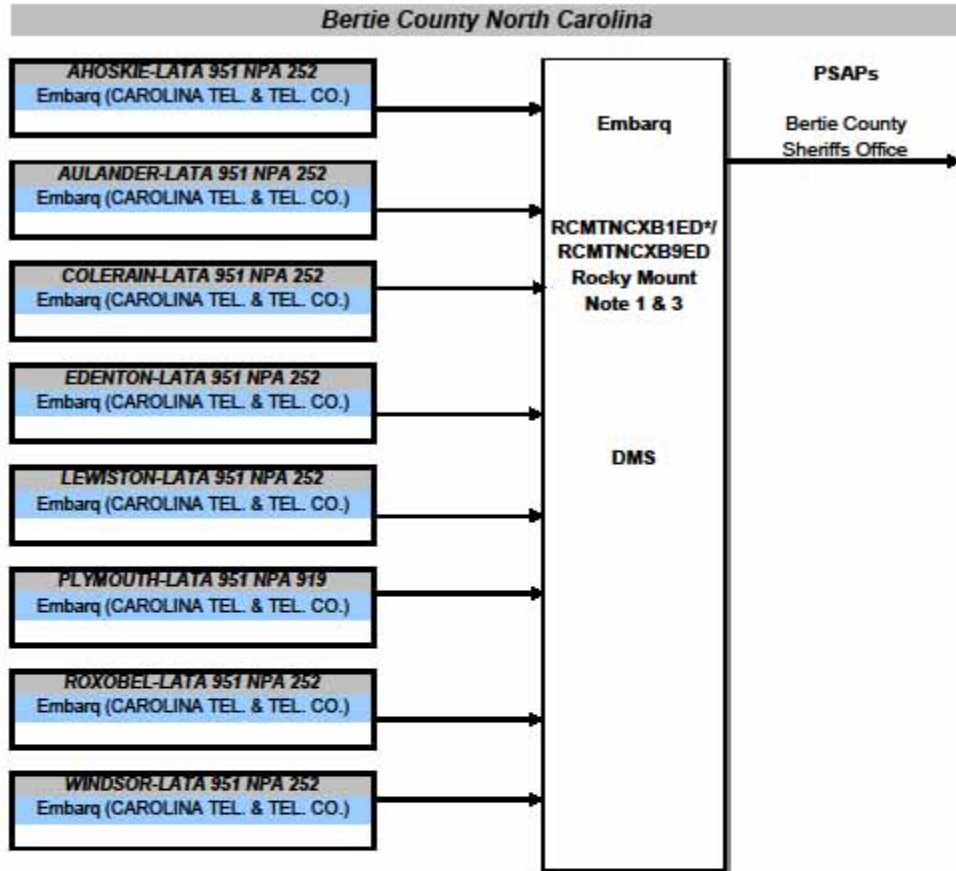 Bertie County North Carolina
AHOSKIE-LATA 951 NPA 252
Embarq (CAROLINA TEL. & TEL. CO.)
AULANDER-LATA 951 NPA 252
Embarq (CAROLINA TEL. & TEL. CO.)
COLERAIN-LATA 951 NPA 252
Embarq (CAROLINA TEL. & TEL. CO.)
EDENTON-LATA 951 NPA 252
Embarq (CAROLINA TEL. & TEL. CO.)
LEWISTON-LATA 951 NPA 252
Embarq (CAROLINA TEL. & TEL. CO.)
PLYMOUTH-LATA 951 NPA 919
Embarq (CAROLINA TEL. & TEL. CO.)
ROXOBEL-LATA 951 NPA 252
Embarq (CAROLINA TEL. & TEL. CO.)
WINDSOR-LATA 951 NPA 252
Embarq (CAROLINA TEL. & TEL. CO.)
Embarq
RCMTNCXB1ED*/
RCMTNCXB9ED
Rocky Mount
Note 1 & 3
DMS
PSAPs
Bertie County
Sheriffs Office